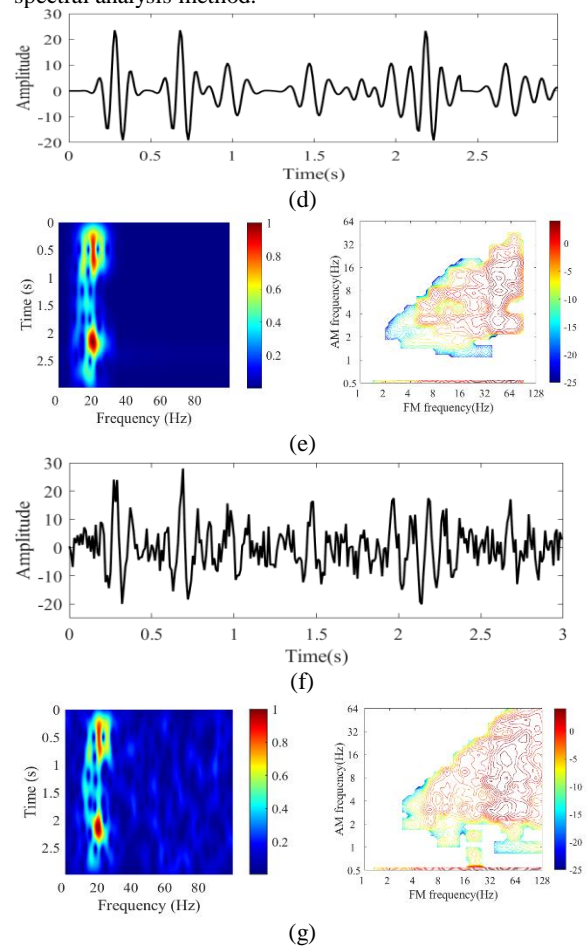 spectral analysis method.
30
20
10
0
-10
-20
Amplitude
0 0.5 1 1.5 2 2.5
Time(s)
(d)
0
0.5
1
1.5
2
2.5
Time (s)
0 20 40 60 80
Frequency (Hz)
1
0.8
0.6
0.4
0.2
64
32
16
8
4
2
1
0.5
AM frequency(Hz)
1 2 4 8 16 32 64 128
FM frequency(Hz)
0
-5
-10
-15
-20
-25
(e)
30
20
10
0
-10
-20
Amplitude
0 0.5 1 1.5 2 2.5 3
Time(s)
(f)
0
0.5
1
1.5
2
2.5
Time (s)
0 20 40 60 80
Frequency (Hz)
1
0.8
0.6
0.4
0.2
64
32
16
8
4
2
1
0.5
AM frequency(Hz)
1 2 4 8 16 32 64 128
FM frequency(Hz)
0
-5
-10
-15
-20
-25
(g)